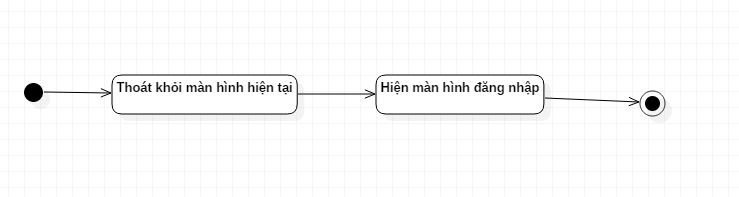 Thoát khỏi màn hình hiện tại
Hiện màn hình đăng nhập